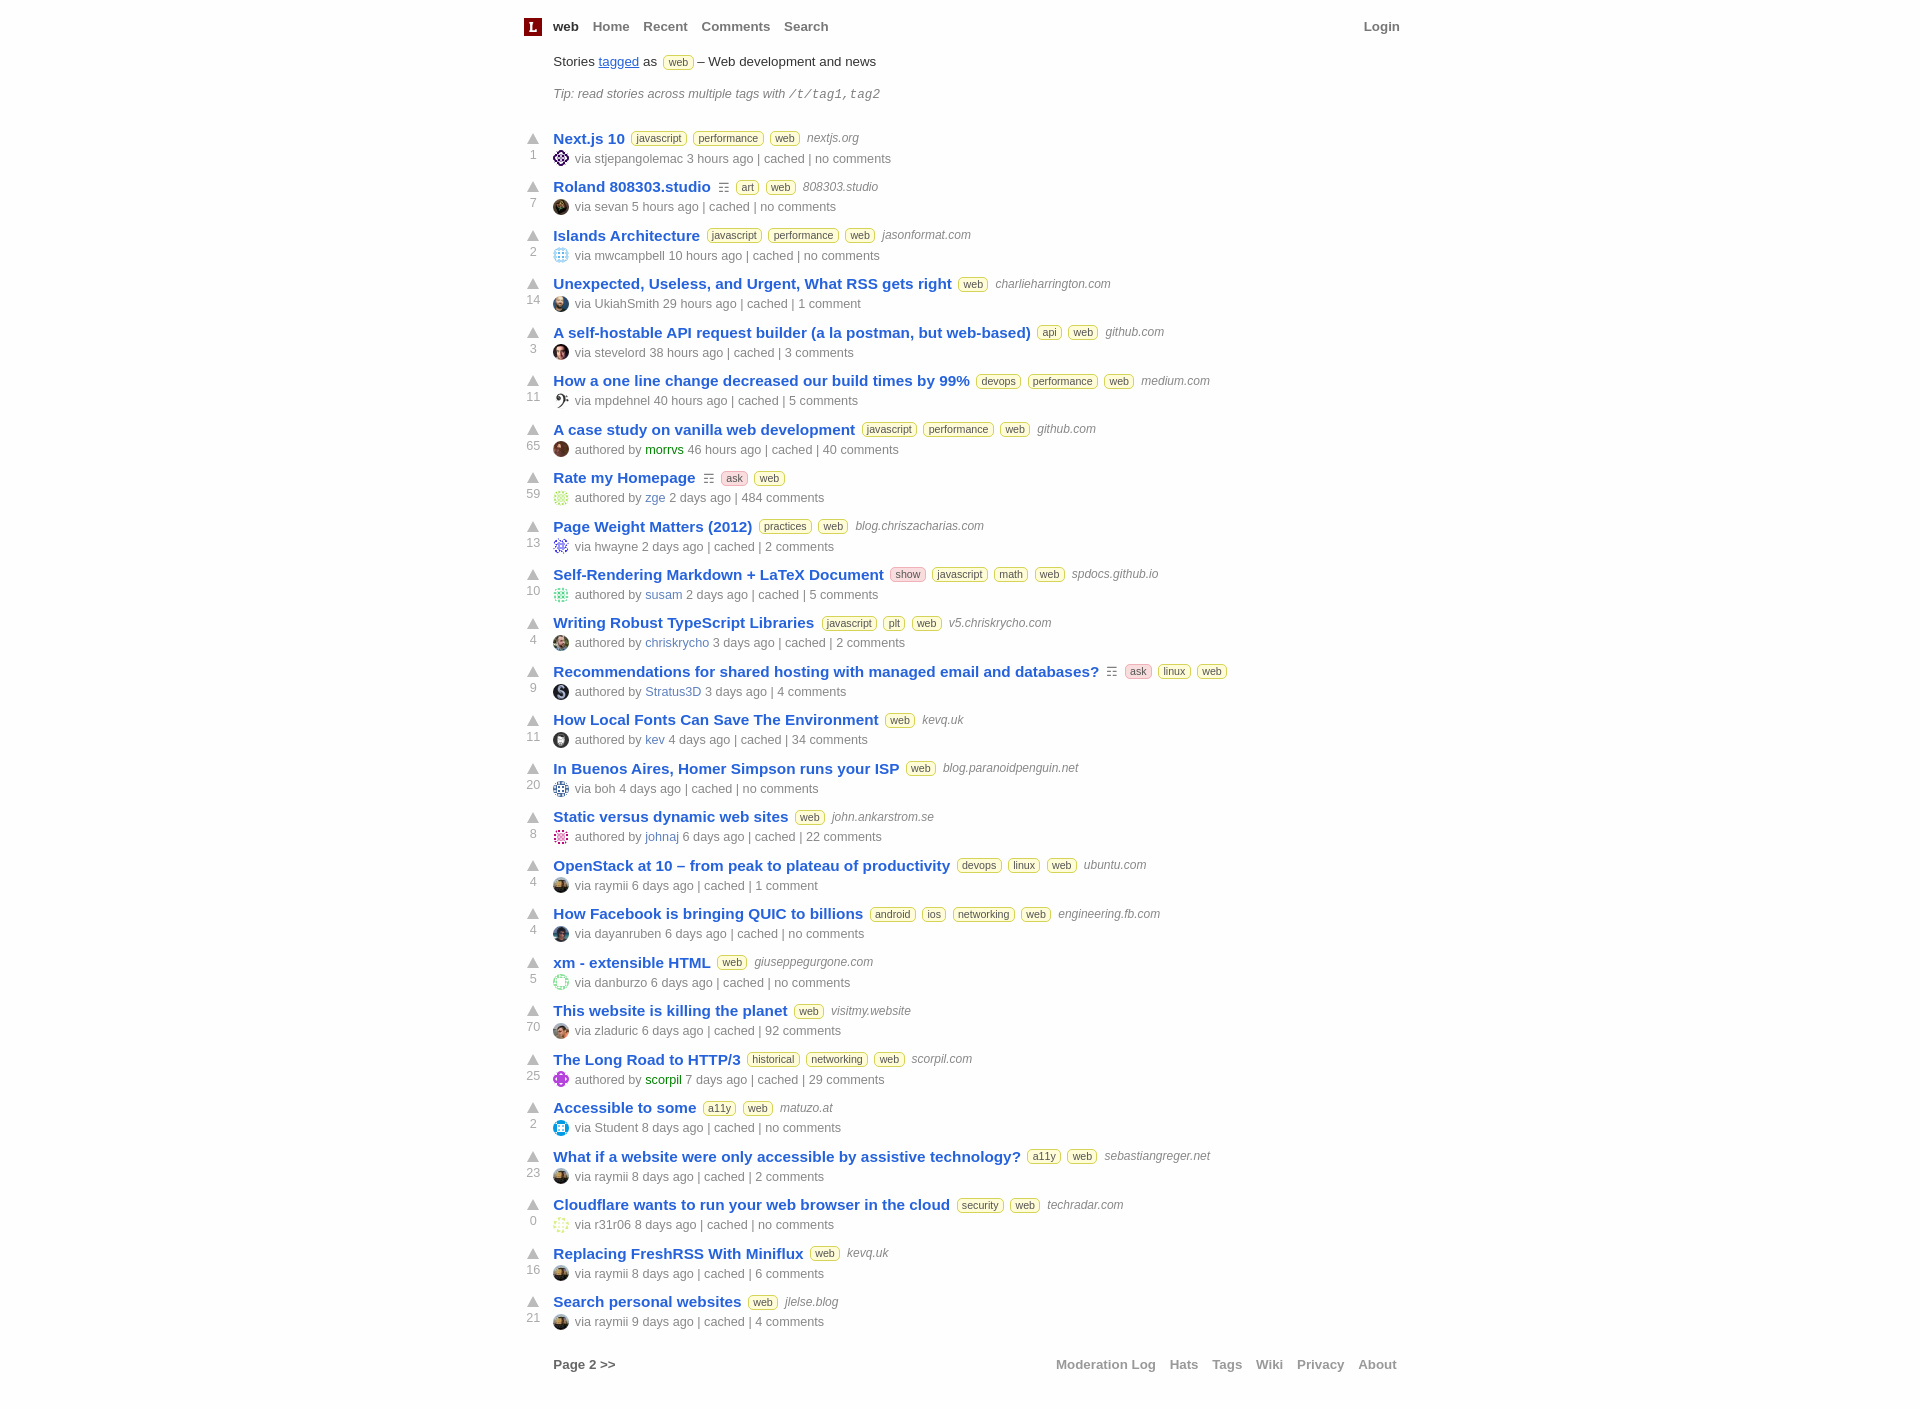 L web Home Recent Comments Search Login
Stories tagged as web – Web development and news
Tip: read stories across multiple tags with /t/tag1,tag2
Next.js 10 javascript performance web nextjs.org
1 via stjepangolemac 3 hours ago | cached | no comments
Roland 808303.studio ☶ art web 808303.studio
7 via sevan 5 hours ago | cached | no comments
Islands Architecture javascript performance web jasonformat.com
2 via mwcampbell 10 hours ago | cached | no comments
Unexpected, Useless, and Urgent, What RSS gets right web charlieharrington.com
14 via UkiahSmith 29 hours ago | cached | 1 comment
A self-hostable API request builder (a la postman, but web-based) api web github.com
3 via stevelord 38 hours ago | cached | 3 comments
How a one line change decreased our build times by 99% devops performance web medium.com
11 via mpdehnel 40 hours ago | cached | 5 comments
A case study on vanilla web development javascript performance web github.com
65 authored by morrvs 46 hours ago | cached | 40 comments
Rate my Homepage ☶ ask web
59 authored by zge 2 days ago | 484 comments
Page Weight Matters (2012) practices web blog.chriszacharias.com
13 via hwayne 2 days ago | cached | 2 comments
Self-Rendering Markdown + LaTeX Document show javascript math web spdocs.github.io
10 authored by susam 2 days ago | cached | 5 comments
Writing Robust TypeScript Libraries javascript plt web v5.chriskrycho.com
4 authored by chriskrycho 3 days ago | cached | 2 comments
Recommendations for shared hosting with managed email and databases? ☶ ask linux web
9 authored by Stratus3D 3 days ago | 4 comments
How Local Fonts Can Save The Environment web kevq.uk
11 authored by kev 4 days ago | cached | 34 comments
In Buenos Aires, Homer Simpson runs your ISP web blog.paranoidpenguin.net
20 via boh 4 days ago | cached | no comments
Static versus dynamic web sites web john.ankarstrom.se
8 authored by johnaj 6 days ago | cached | 22 comments
OpenStack at 10 – from peak to plateau of productivity devops linux web ubuntu.com
4 via raymii 6 days ago | cached | 1 comment
How Facebook is bringing QUIC to billions android ios networking web engineering.fb.com
4 via dayanruben 6 days ago | cached | no comments
xm - extensible HTML web giuseppegurgone.com
5 via danburzo 6 days ago | cached | no comments
This website is killing the planet web visitmy.website
70 via zladuric 6 days ago | cached | 92 comments
The Long Road to HTTP/3 historical networking web scorpil.com
25 authored by scorpil 7 days ago | cached | 29 comments
Accessible to some a11y web matuzo.at
2 via Student 8 days ago | cached | no comments
What if a website were only accessible by assistive technology? a11y web sebastiangreger.net
23 via raymii 8 days ago | cached | 2 comments
Cloudflare wants to run your web browser in the cloud security web techradar.com
0 via r31r06 8 days ago | cached | no comments
Replacing FreshRSS With Miniflux web kevq.uk
16 via raymii 8 days ago | cached | 6 comments
Search personal websites web jlelse.blog
21 via raymii 9 days ago | cached | 4 comments
Page 2 >> Moderation Log Hats Tags Wiki Privacy About